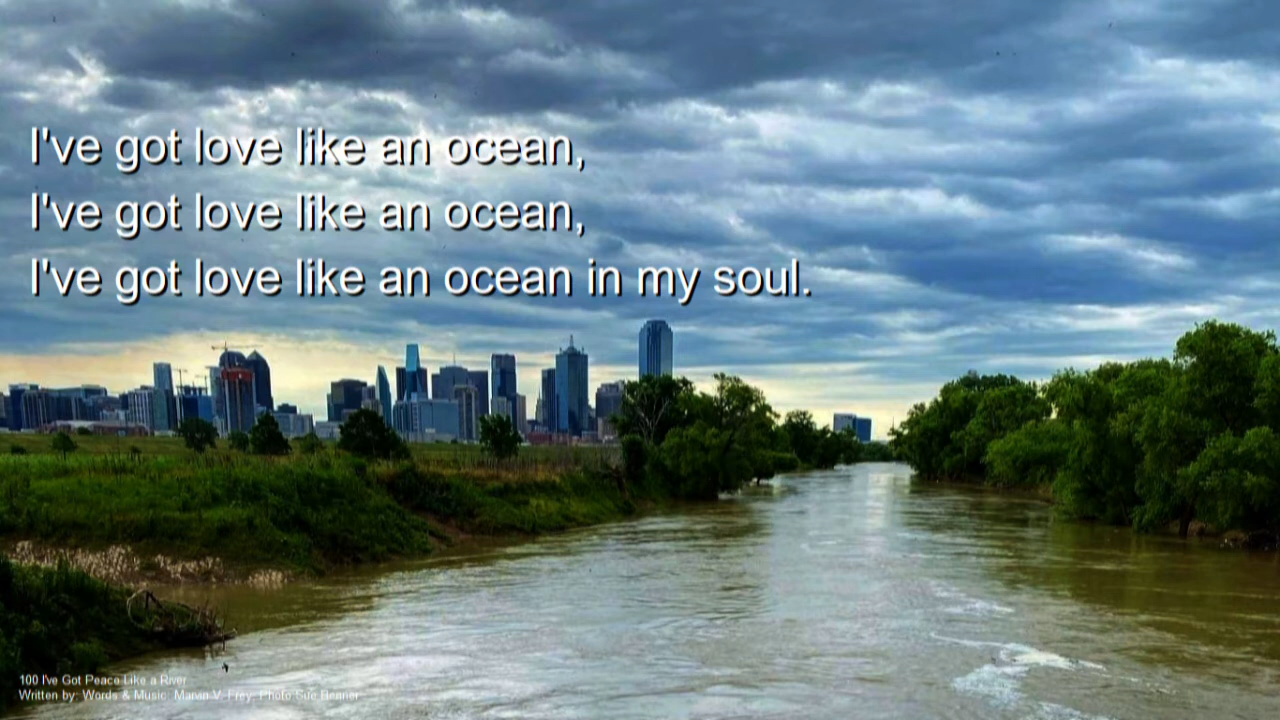 I've got love like an ocean,
I've got love like an ocean,
I've got love like an ocean in my soul.
100 I've Got Peace Like a River
Written by: Words & Music: Marvin V. Frey; Photo Sue Benner